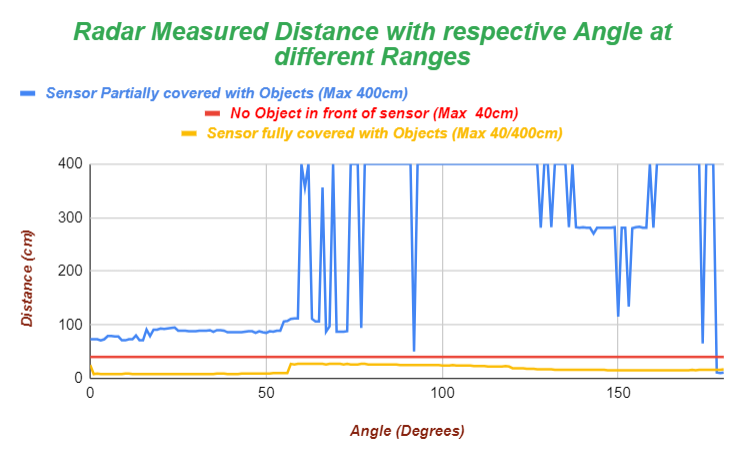 Radar Measured Distance with respective Angle at
different Ranges
Sensor Partially covered with Objects (Max 400cm)
No Object in front of sensor (Max  40cm)
Sensor fully covered with Objects (Max 40/400cm)
400
300
200
100
0
Distance (cm)
0 50 100 150
Angle (Degrees)